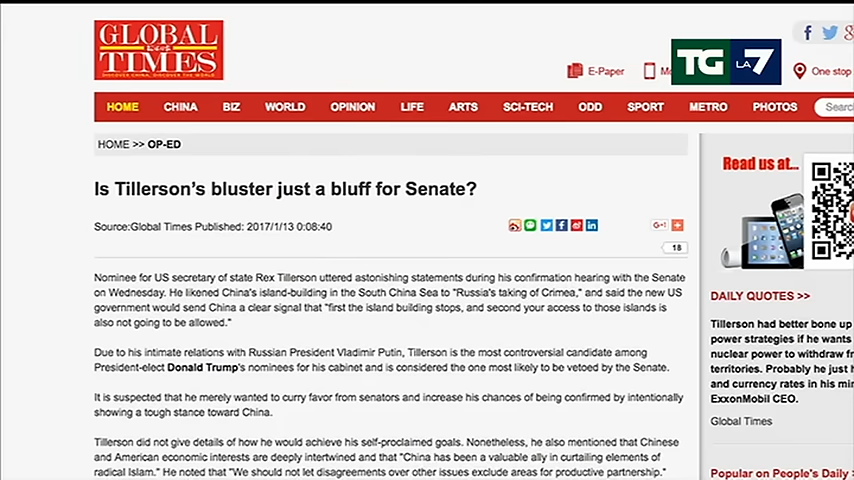 GLOBAL
TIMES
DISCOVER CHINA, DISCOVER THE WORLD
E-Paper
TG LA 7
One stop
HOME CHINA BIZ WORLD OPINION LIFE ARTS SCI-TECH ODD SPORT METRO PHOTOS Searc
HOME >> OP-ED
Is Tillerson's bluster just a bluff for Senate?
Source:Global Times Published: 2017/1/13 0:08:40
G+
18
Nominee for US secretary of state Rex Tillerson uttered astonishing statements during his confirmation hearing with the Senate
on Wednesday. He likened China's island-building in the South China Sea to "Russia's taking of Crimea," and said the new US
government would send China a clear signal that "first the island building stops, and second your access to those islands is
also not going to be allowed."
Due to his intimate relations with Russian President Vladimir Putin, Tillerson is the most controversial candidate among
President-elect Donald Trump's nominees for his cabinet and is considered the one most likely to be vetoed by the Senate.
It is suspected that he merely wanted to curry favor from senators and increase his chances of being confirmed by intentionally
showing a tough stance toward China.
Tillerson did not give details of how he would achieve his self-proclaimed goals. Nonetheless, he also mentioned that Chinese
and American economic interests are deeply intertwined and that "China has been a valuable ally in curtailing elements of
radical Islam." He noted that "We should not let disagreements over other issues exclude areas for productive partnership."
Read us at...
DAILY QUOTES >>
Tillerson had better bone up
power strategies if he wants
nuclear power to withdraw f
territories. Probably he just h
and currency rates in his min
ExxonMobil CEO.
Global Times
Popular on People's Daily >